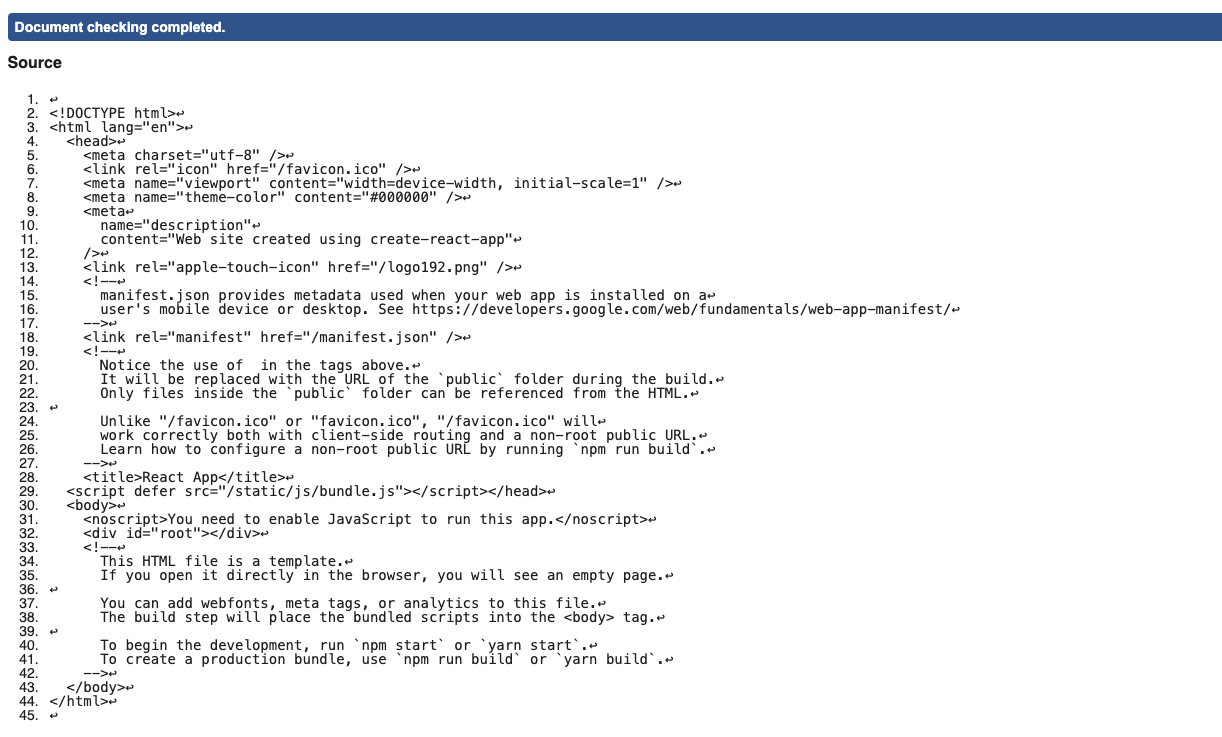 Document checking completed.
Source
1. ↩
2. <!DOCTYPE html>↩
3. <html lang="en">↩
4.   <head>↩
5.     <meta charset="utf-8" />↩
6.     <link rel="icon" href="/favicon.ico" />↩
7.     <meta name="viewport" content="width=device-width, initial-scale=1" />↩
8.     <meta name="theme-color" content="#000000" />↩
9.     <meta↩
10.       name="description"↩
11.       content="Web site created using create-react-app"↩
12.     />↩
13.     <link rel="apple-touch-icon" href="/logo192.png" />↩
14.     <!--↩
15.       manifest.json provides metadata used when your web app is installed on a↩
16.       user's mobile device or desktop. See https://developers.google.com/web/fundamentals/web-app-manifest/↩
17.     -->↩
18.     <link rel="manifest" href="/manifest.json" />↩
19.     <!--↩
20.       Notice the use of  in the tags above.↩
21.       It will be replaced with the URL of the `public` folder during the build.↩
22.       Only files inside the `public` folder can be referenced from the HTML.↩
23. ↩
24.       Unlike "/favicon.ico" or "favicon.ico", "/favicon.ico" will↩
25.       work correctly both with client-side routing and a non-root public URL.↩
26.       Learn how to configure a non-root public URL by running `npm run build`.↩
27.     -->↩
28.     <title>React App</title>↩
29.   <script defer src="/static/js/bundle.js"></script></head>↩
30.   <body>↩
31.     <noscript>You need to enable JavaScript to run this app.</noscript>↩
32.     <div id="root"></div>↩
33.     <!--↩
34.       This HTML file is a template.↩
35.       If you open it directly in the browser, you will see an empty page.↩
36. ↩
37.       You can add webfonts, meta tags, or analytics to this file.↩
38.       The build step will place the bundled scripts into the <body> tag.↩
39. ↩
40.       To begin the development, run `npm start` or `yarn start`.↩
41.       To create a production bundle, use `npm run build` or `yarn build`.↩
42.     -->↩
43.   </body>↩
44. </html>↩
45. ↩